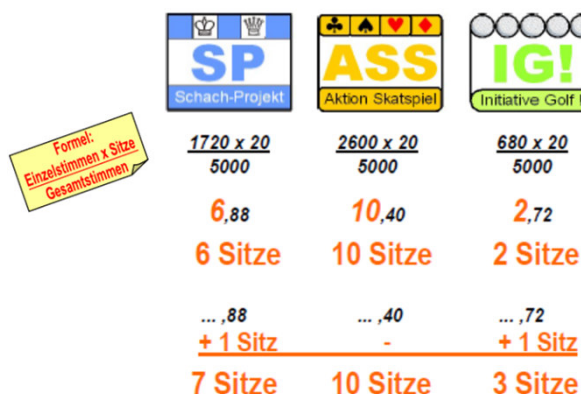 SP
Schach-Projekt
ASS
Aktion Skatspiel
IG!
Initiative Golf
Formel:
Einzelstimmen x Sitze
Gesamtstimmen
1720 x 20
5000
2600 x 20
5000
680 x 20
5000
6,88
10,40
2,72
6 Sitze
10 Sitze
2 Sitze
... ,88
... ,40
... ,72
+ 1 Sitz
-
+ 1 Sitz
7 Sitze
10 Sitze
3 Sitze